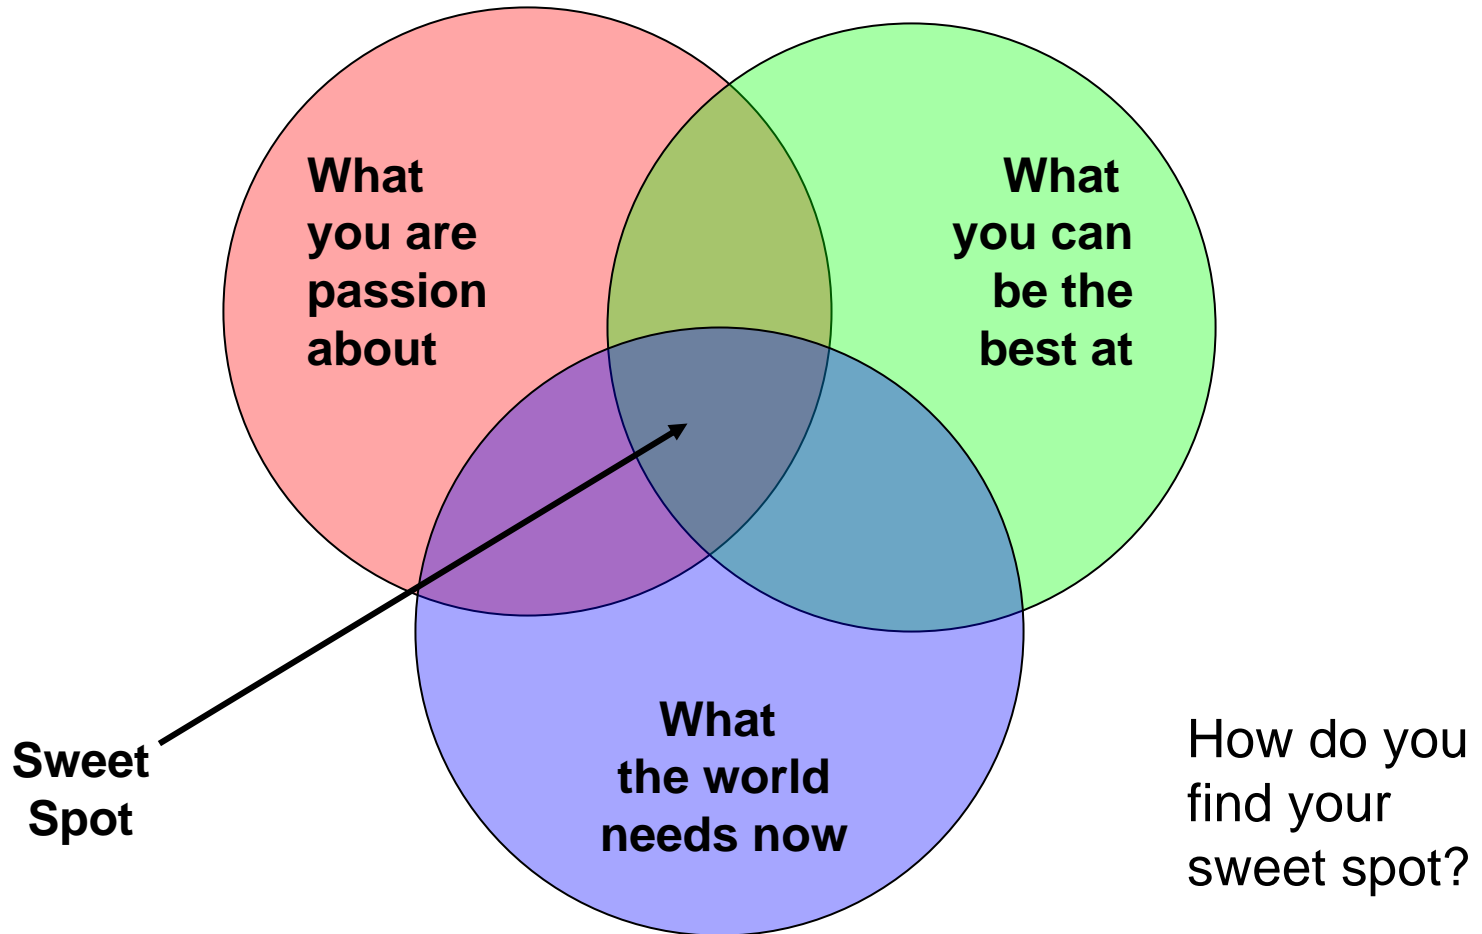 What
you are
passion
about
What
you can
be the
best at
What
the world
needs now
Sweet
Spot
How do you
find your
sweet spot?